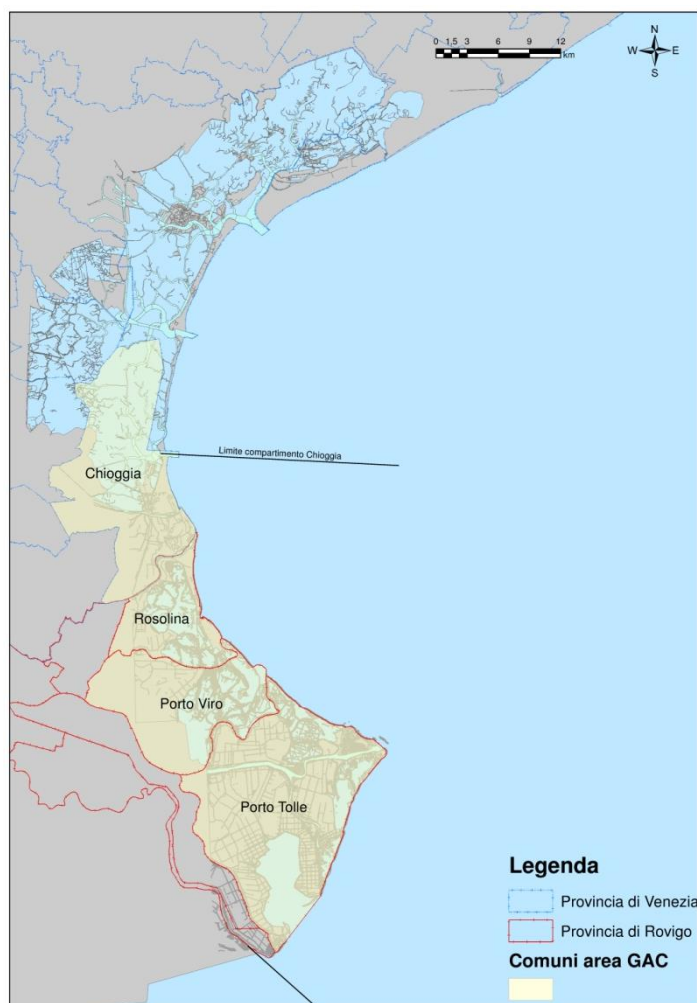 0 1,5 3 6 9 12
km
N
W E
S
Limite compartimento Chioggia
Chioggia
Rosolina
Porto Viro
Porto Tolle
Legenda
Provincia di Venezia
Provincia di Rovigo
Comuni area GAC